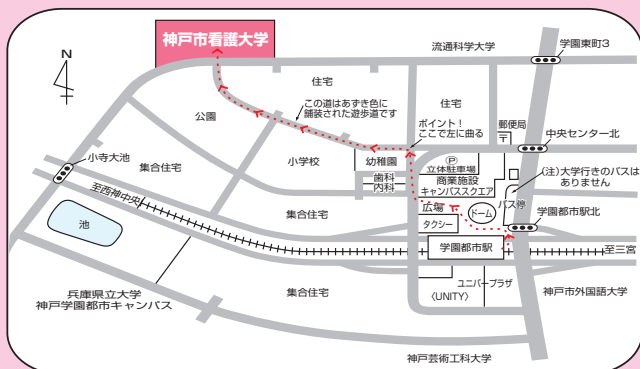 神戸市看護大学
流通科学大学
学園東町3
N
住宅
この道はあずき色に
舗装された遊歩道です
住宅
公園
ポイント!
ここで左に曲る
郵便局
〒
中央センター北
小寺大池
集合住宅
小学校
幼稚園
P
立体駐車場
歯科
内科
商業施設
キャンパススクエア
(注)大学行きのバスは
ありません
至西神中央
集合住宅
広場
ドーム
バス停
タクシー
学園都市駅北
池
学園都市駅
至三宮
集合住宅
ユニバープラザ
〈UNITY〉
兵庫県立大学
神戸学園都市キャンパス
神戸市外国語大学
神戸芸術工科大学